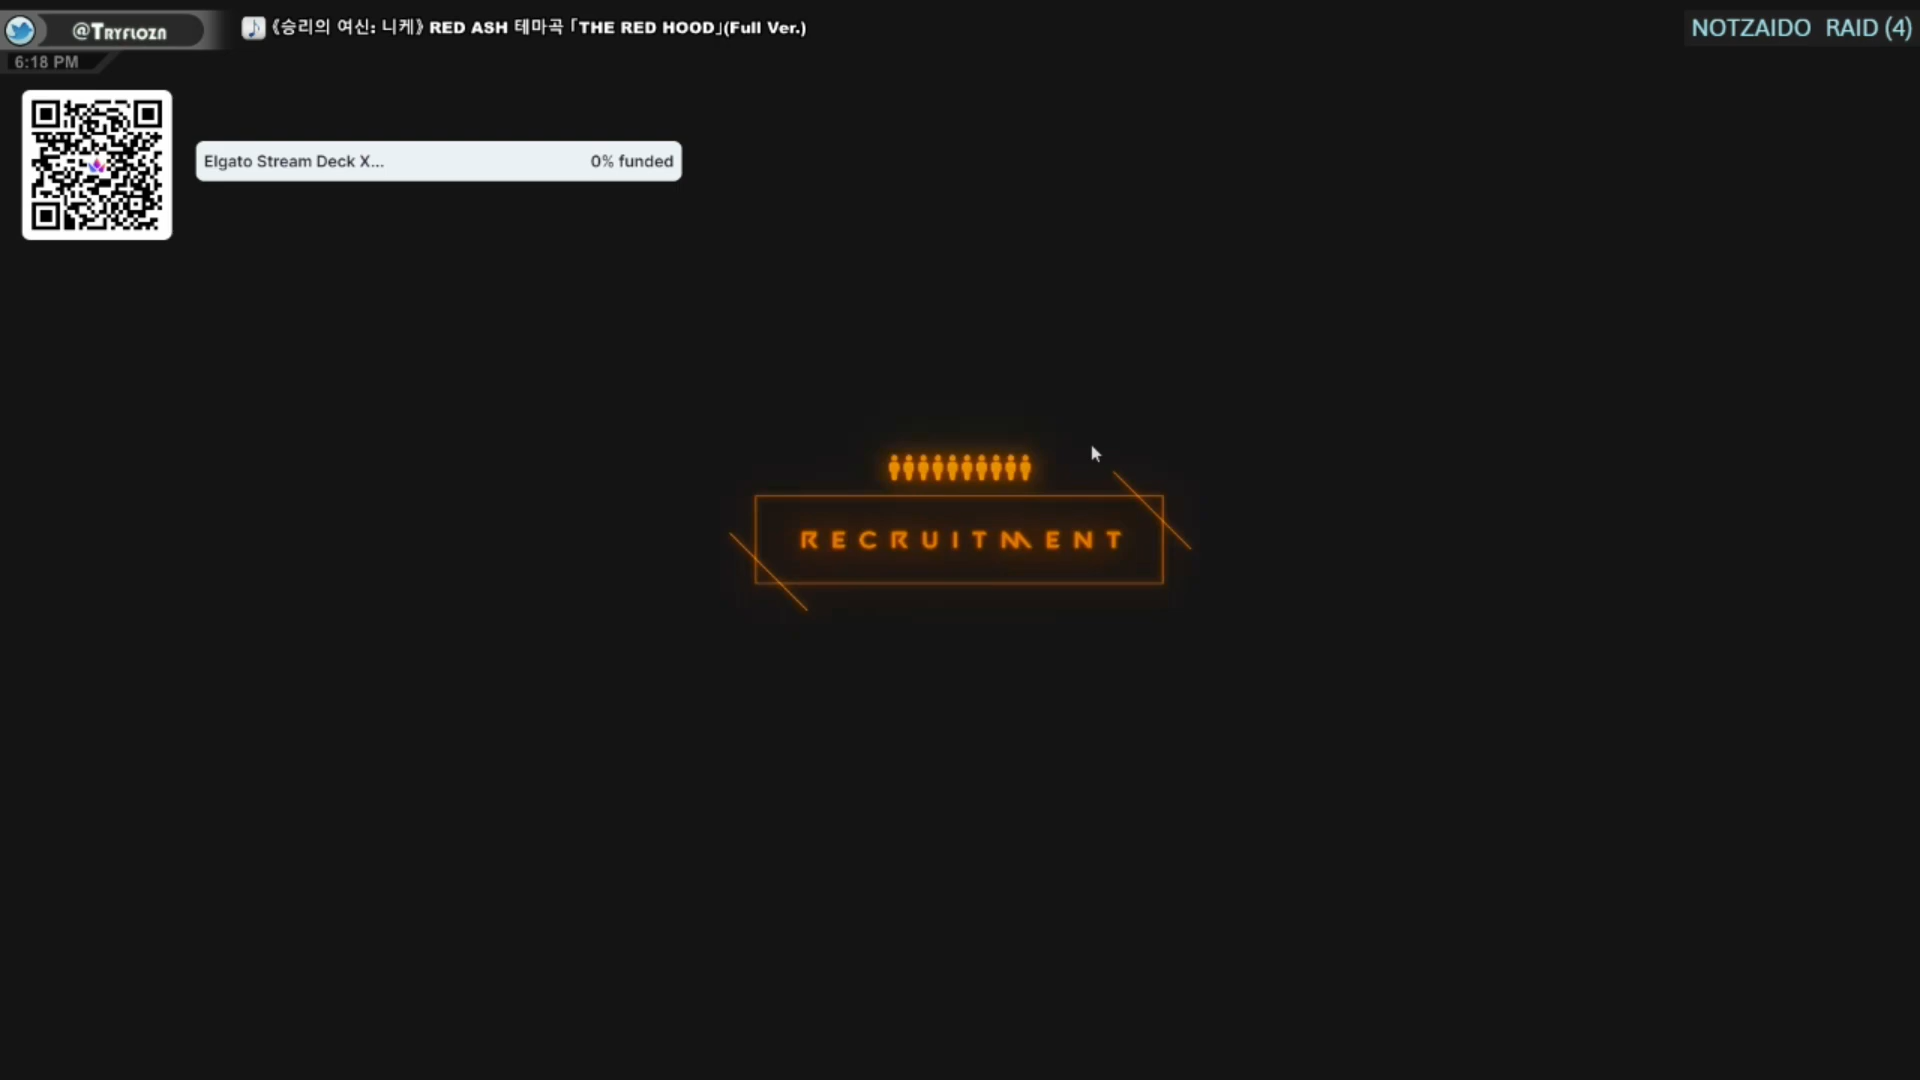 @Tryflozn
《승리의 여신: 니케》 RED ASH 테마곡 「THE RED HOOD」(Full Ver.)
NOTZAIDO RAID (4)
6:18 PM
Elgato Stream Deck X... 0% funded
RECRUITMENT